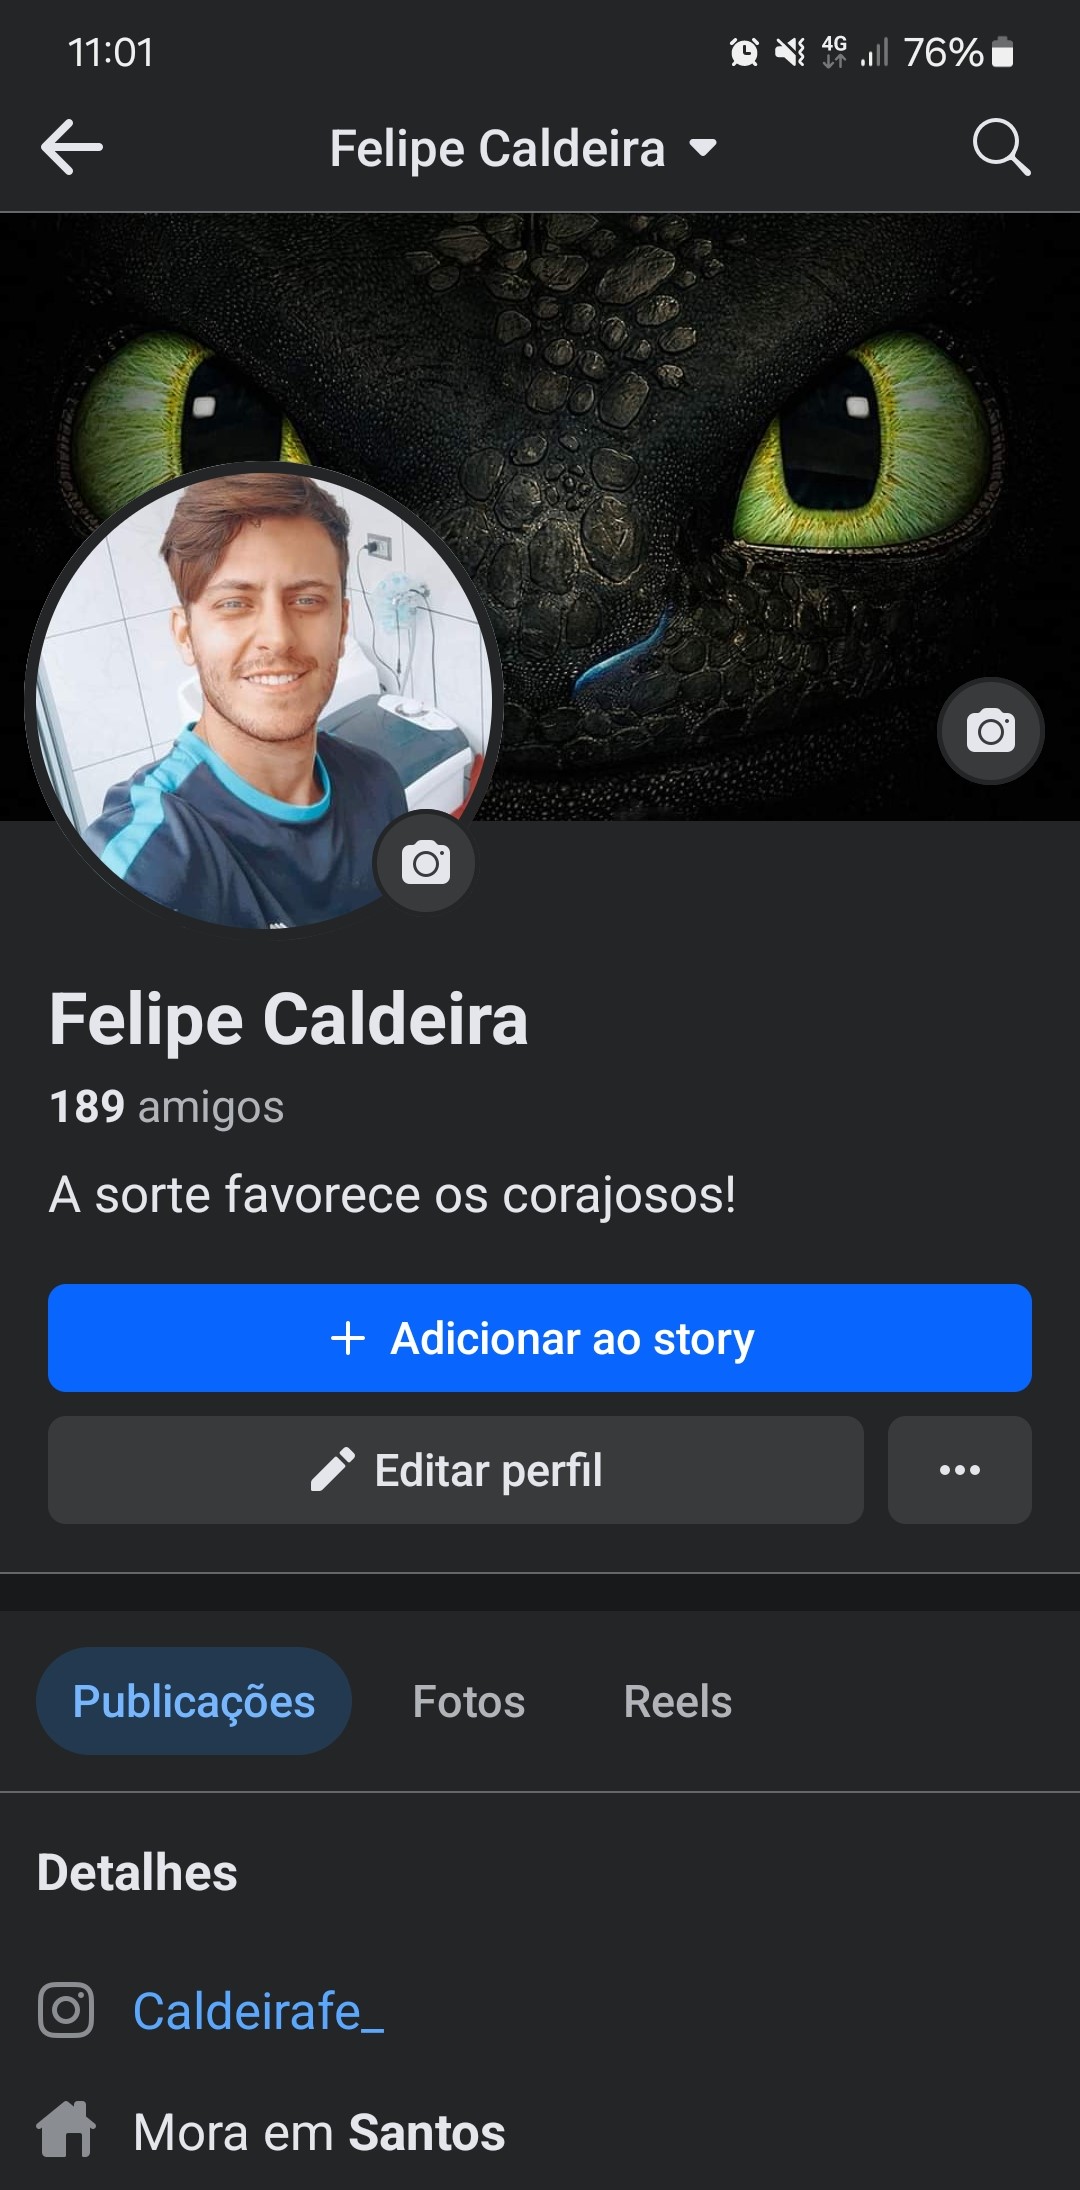 11:01
4G 76%
Felipe Caldeira
Felipe Caldeira
189 amigos
A sorte favorece os corajosos!
+ Adicionar ao story
Editar perfil
Publicações Fotos Reels
Detalhes
Caldeirafe_
Mora em Santos